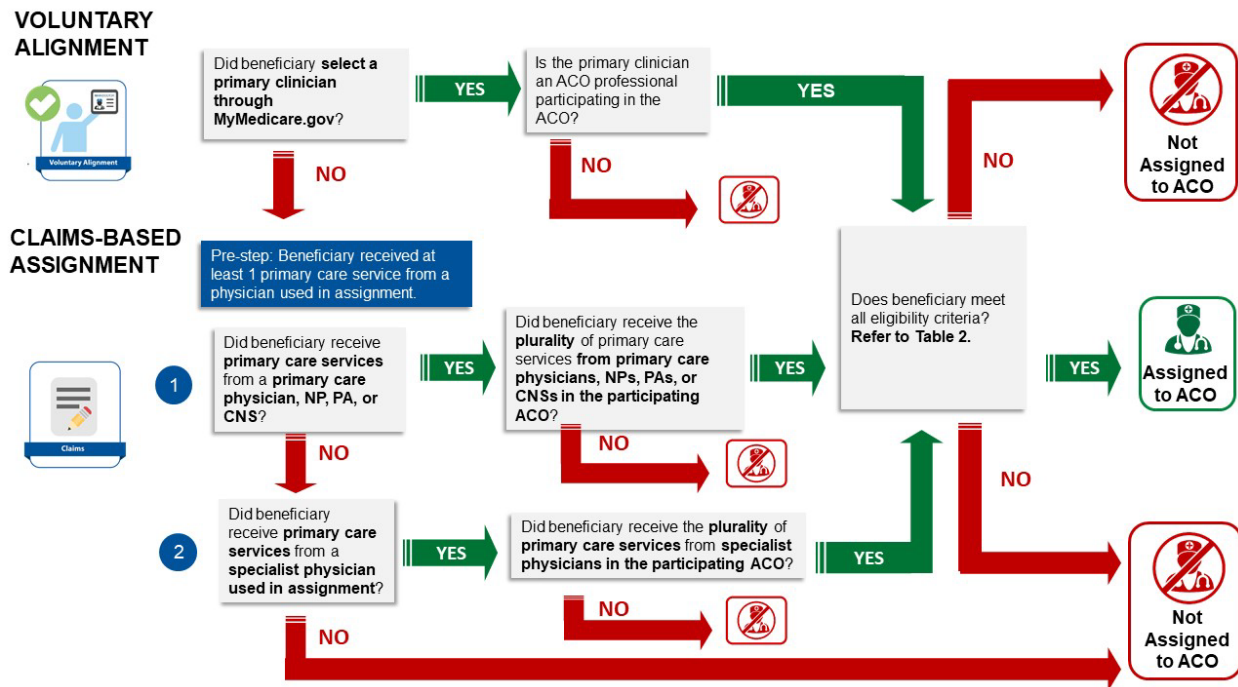 VOLUNTARY
ALIGNMENT
Voluntary Alignment
Did beneficiary select a
primary clinician
through
MyMedicare.gov?
YES
Is the primary clinician
an ACO professional
participating in the
ACO?
YES
NO
NO
NO
Not
Assigned
to ACO
CLAIMS-BASED
ASSIGNMENT
Pre-step: Beneficiary received at
least 1 primary care service from a
physician used in assignment.
Claims
1
Did beneficiary receive
primary care services
from a primary care
physician, NP, PA, or
CNS?
YES
Did beneficiary receive the
plurality of primary care
services from primary care
physicians, NPs, PAs, or
CNSs in the participating
ACO?
YES
Does beneficiary meet
all eligibility criteria?
Refer to Table 2.
YES
Assigned
to ACO
NO
NO
NO
2
Did beneficiary
receive primary care
services from a
specialist physician
used in assignment?
YES
Did beneficiary receive the plurality of
primary care services from specialist
physicians in the participating ACO?
YES
NO
NO
Not
Assigned
to ACO